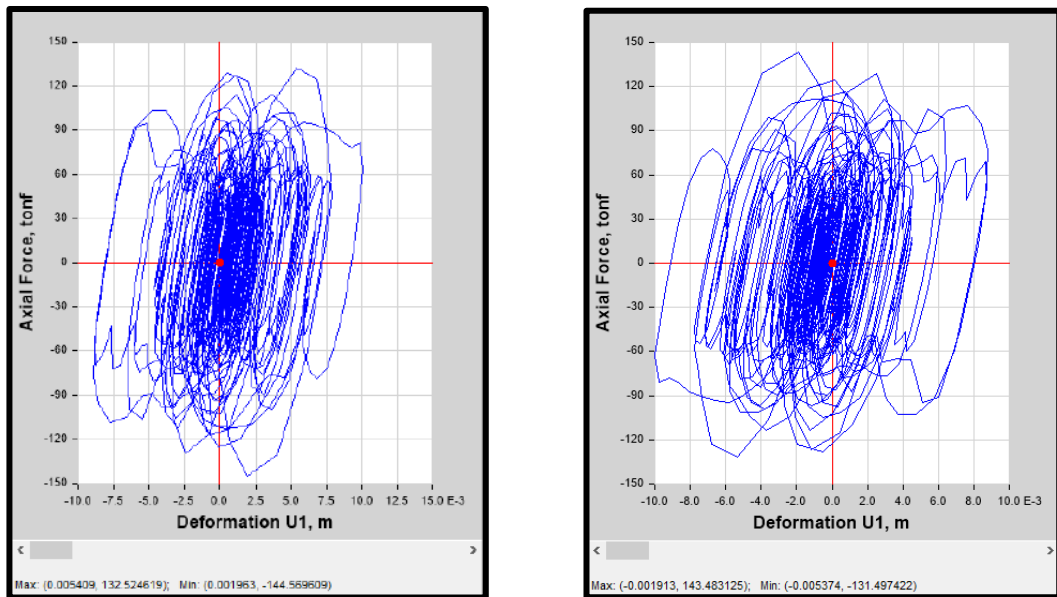 150
120
90
60
30
0
-30
-60
-90
-120
-150
Axial Force, tonf
-10.0 -7.5 -5.0 -2.5 0.0 2.5 5.0 7.5 10.0 12.5 15.0 E-3
Deformation U1, m
Max: (0.005409, 132.524619); Min: (0.001963, -144.569609)
150
120
90
60
30
0
-30
-60
-90
-120
-150
Axial Force, tonf
-10.0 -8.0 -6.0 -4.0 -2.0 0.0 2.0 4.0 6.0 8.0 10.0 E-3
Deformation U1, m
Max: (-0.001913, 143.483125); Min: (-0.005374, -131.497422)